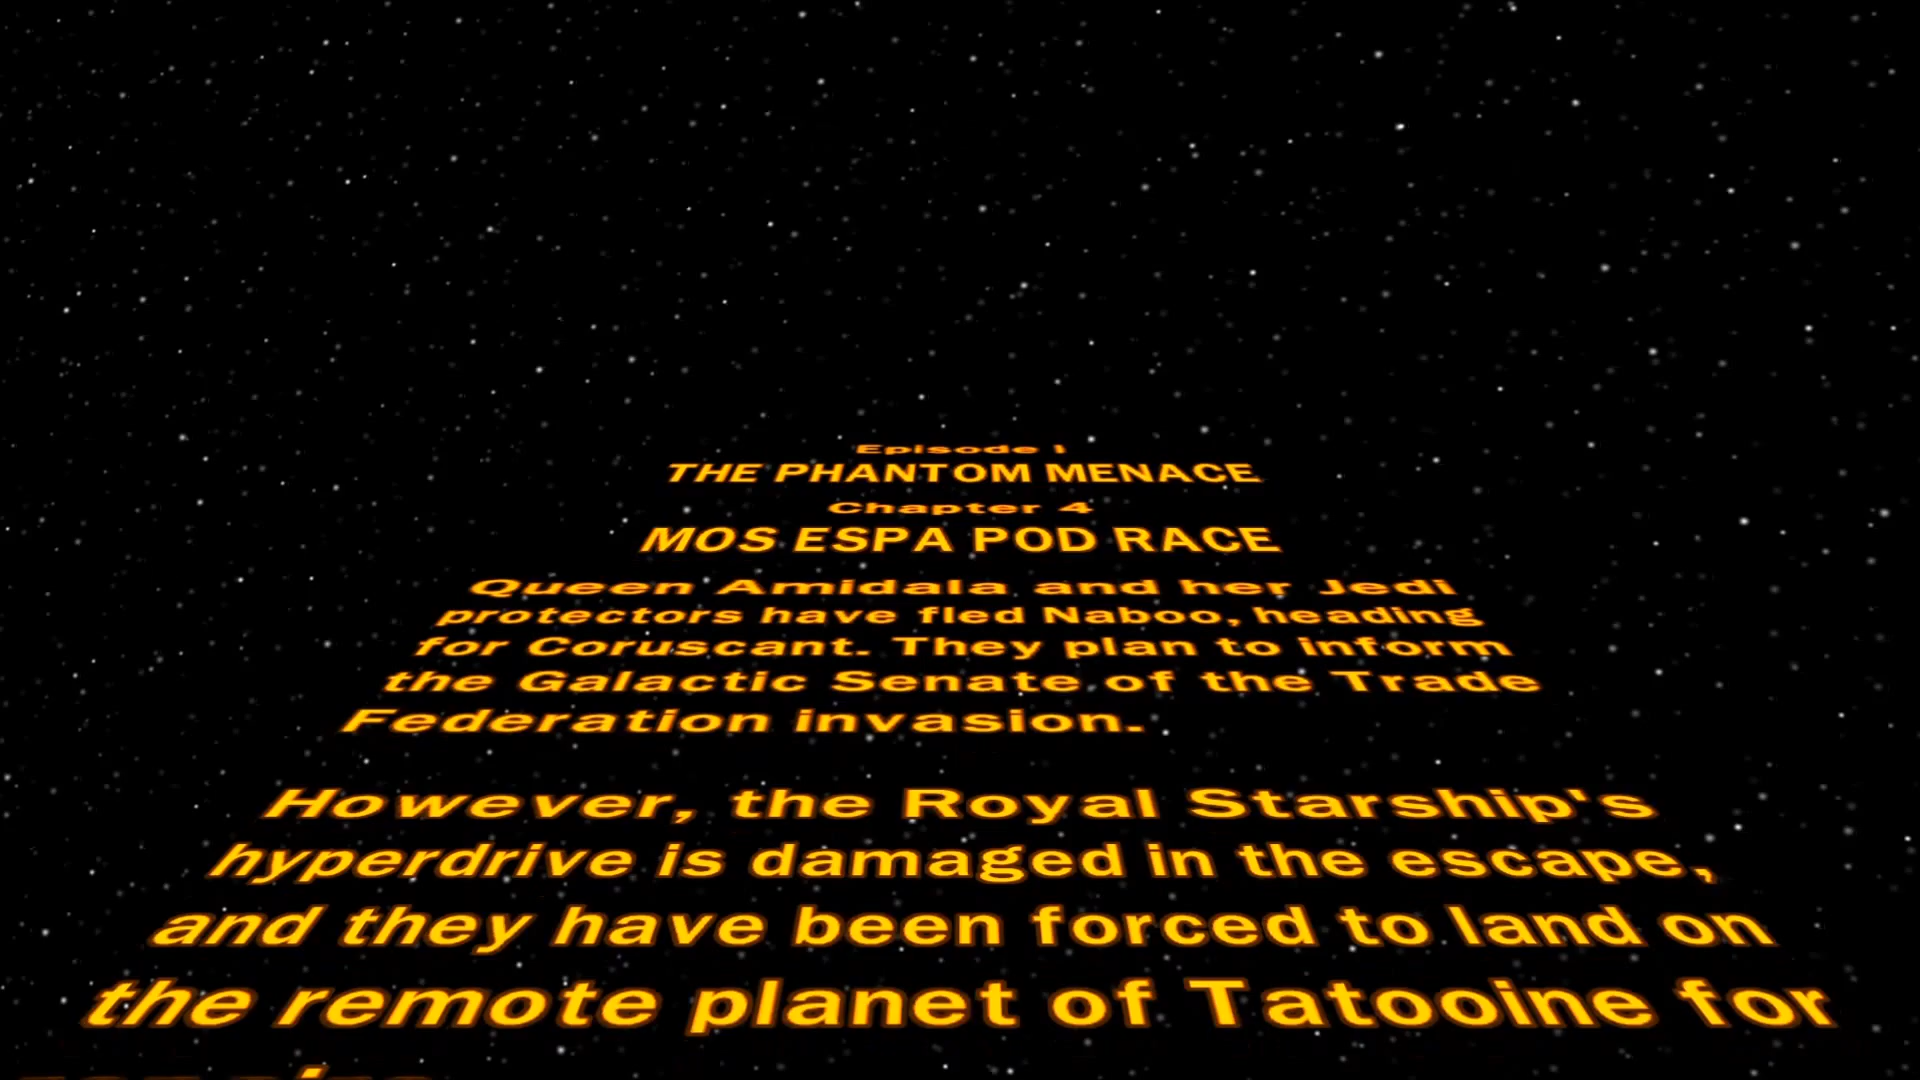 Episode I
THE PHANTOM MENACE
Chapter 4
MOS ESPA POD RACE
Queen Amidala and her Jedi
protectors have fled Naboo, heading
for Coruscant. They plan to inform
the Galactic Senate of the Trade
Federation invasion.
However, the Royal Starship's
hyperdrive is damaged in the escape,
and they have been forced to land on
the remote planet of Tatooine for